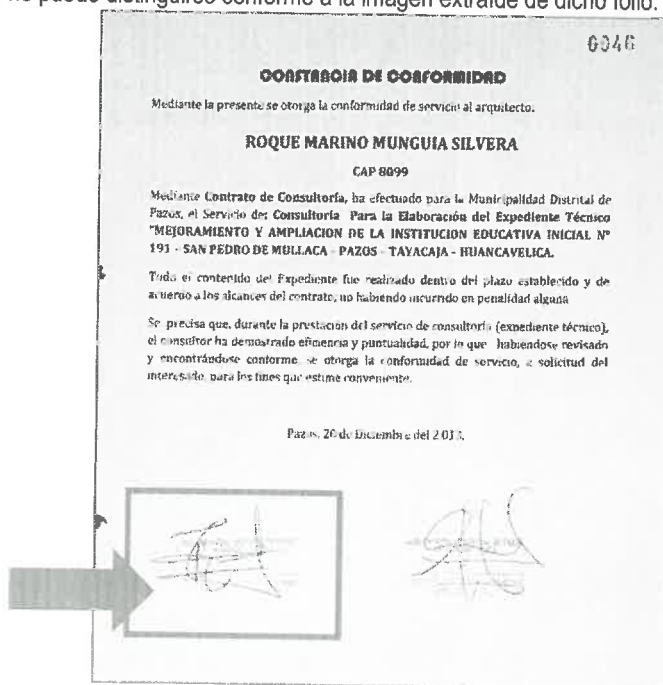 no puede distinguirse conforme a la imagen extraída de dicho folio.
0046
CONSTANCIA DE CONFORMIDAD
Mediante la presente se otorga la conformidad de servicio al arquitecto.
ROQUE MARINO MUNGUIA SILVERA
CAP 8099
Mediante Contrato de Consultoría, ha efectuado para la Municipalidad Distrital de
Pazos, el Servicio de: Consultoría Para la Elaboración del Expediente Técnico
"MEJORAMIENTO Y AMPLIACION DE LA INSTITUCION EDUCATIVA INICIAL N°
191 - SAN PEDRO DE MULLACA - PAZOS - TAYACAJA - HUANCAVELICA.
Todo el contenido del Expediente fue realizado dentro del plazo establecido y de
acuerdo a los alcances del contrato, no habiendo incurrido en penalidad alguna
Se precisa que, durante la prestación del servicio de consultoría (expediente técnico),
el consultor ha demostrado eficiencia y puntualidad, por lo que habiendose revisado
y encontrándose conforme, se otorga la conformidad de servicio, a solicitud del
interesado, para los fines que estime conveniente.
Pazos, 20 de Diciembre del